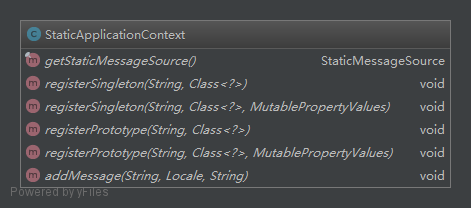 StaticApplicationContext
getStaticMessageSource() StaticMessageSource
registerSingleton(String, Class<?>) void
registerSingleton(String, Class<?>, MutablePropertyValues) void
registerPrototype(String, Class<?>) void
registerPrototype(String, Class<?>, MutablePropertyValues) void
addMessage(String, Locale, String) void
Powered by yFiles